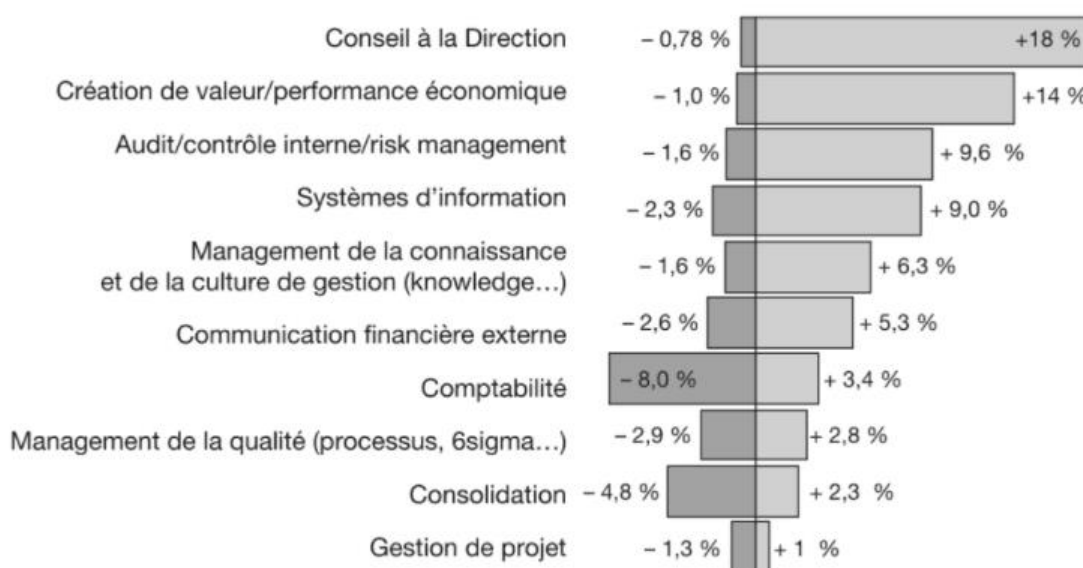 Conseil à la Direction – 0,78 % +18 %
Création de valeur/performance économique – 1,0 % +14 %
Audit/contrôle interne/risk management – 1,6 % + 9,6 %
Systèmes d’information – 2,3 % + 9,0 %
Management de la connaissance
et de la culture de gestion (knowledge…) – 1,6 % + 6,3 %
Communication financière externe – 2,6 % + 5,3 %
Comptabilité – 8,0 % + 3,4 %
Management de la qualité (processus, 6sigma…) – 2,9 % + 2,8 %
Consolidation – 4,8 % + 2,3 %
Gestion de projet – 1,3 % + 1 %